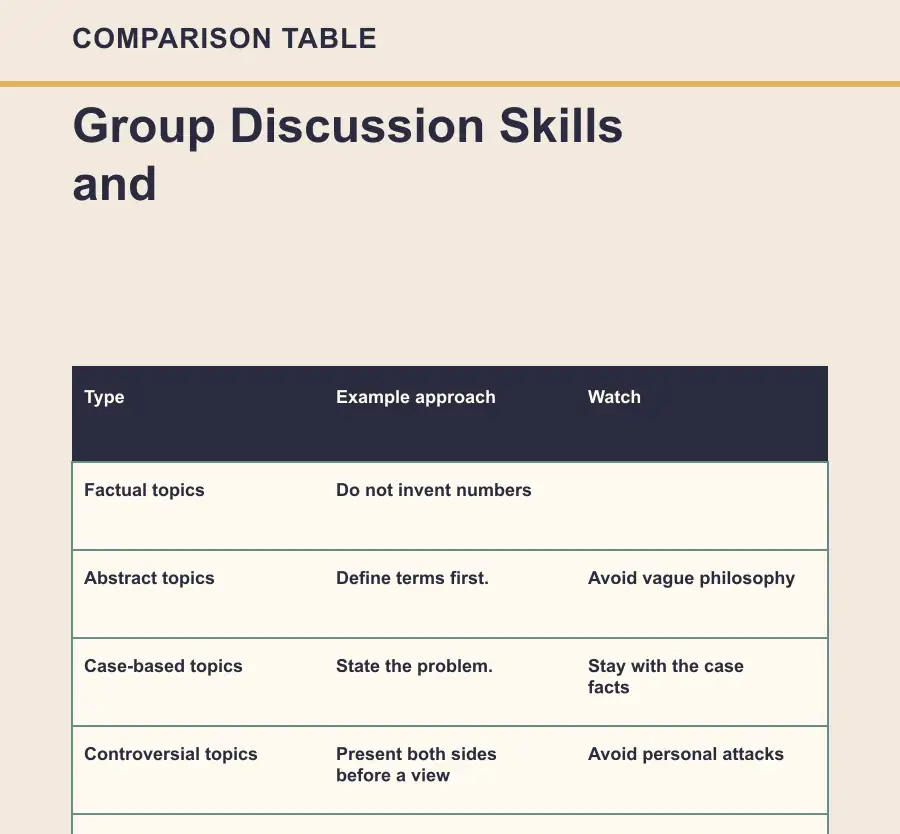 COMPARISON TABLE
Group Discussion Skills
and
Type Example approach Watch
Factual topics Do not invent numbers
Abstract topics Define terms first. Avoid vague philosophy
Case-based topics State the problem. Stay with the case
facts
Controversial topics Present both sides Avoid personal attacks
before a view